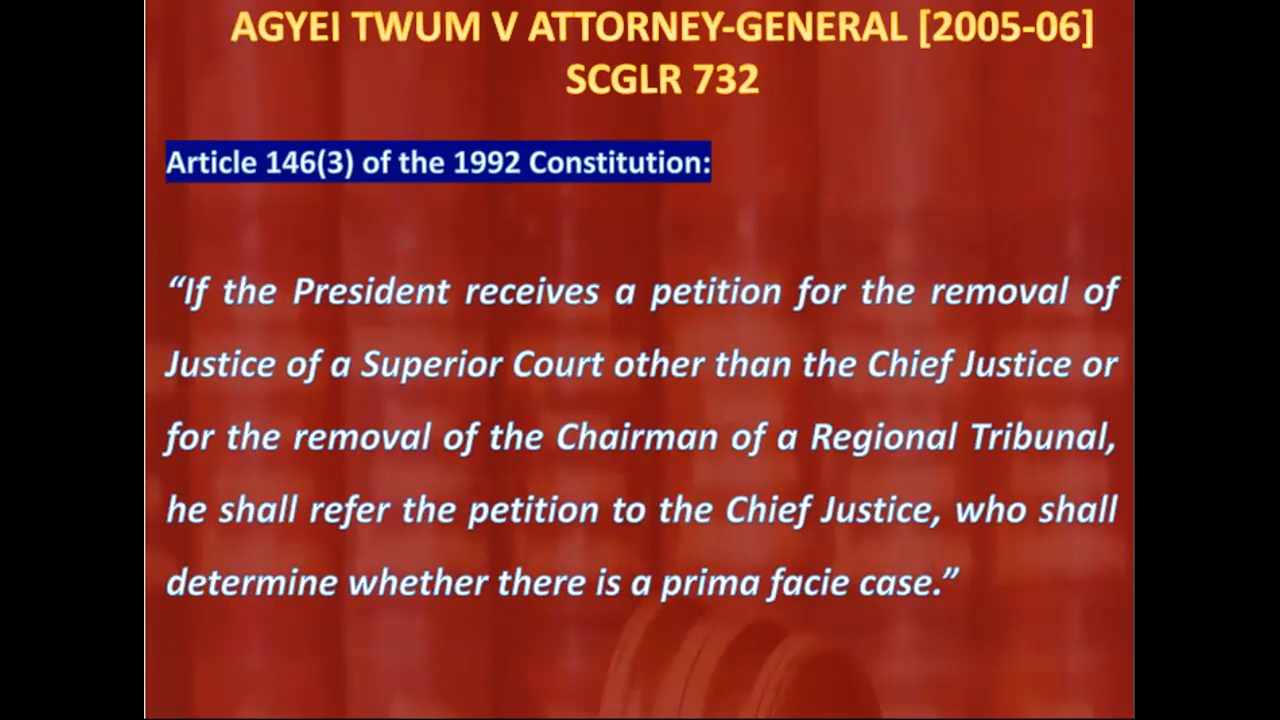 AGYEI TWUM V ATTORNEY-GENERAL [2005-06]
SCGLR 732
Article 146(3) of the 1992 Constitution:
“If the President receives a petition for the removal of
Justice of a Superior Court other than the Chief Justice or
for the removal of the Chairman of a Regional Tribunal,
he shall refer the petition to the Chief Justice, who shall
determine whether there is a prima facie case.”